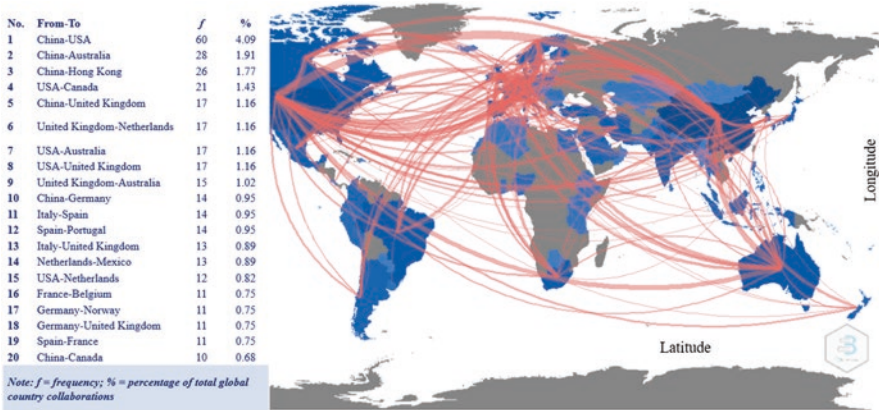 No. From-To f %
1 China-USA 60 4.09
2 China-Australia 28 1.91
3 China-Hong Kong 26 1.77
4 USA-Canada 21 1.43
5 China-United Kingdom 17 1.16
6 United Kingdom-Netherlands 17 1.16
7 USA-Australia 17 1.16
8 USA-United Kingdom 17 1.16
9 United Kingdom-Australia 15 1.02
10 China-Germany 14 0.95
11 Italy-Spain 14 0.95
12 Spain-Portugal 14 0.95
13 Italy-United Kingdom 13 0.89
14 Netherlands-Mexico 13 0.89
15 USA-Netherlands 12 0.82
16 France-Belgium 11 0.75
17 Germany-Norway 11 0.75
18 Germany-United Kingdom 11 0.75
19 Spain-France 11 0.75
20 China-Canada 10 0.68
Note: f = frequency; % = percentage of total global
country collaborations
Longitude
Latitude